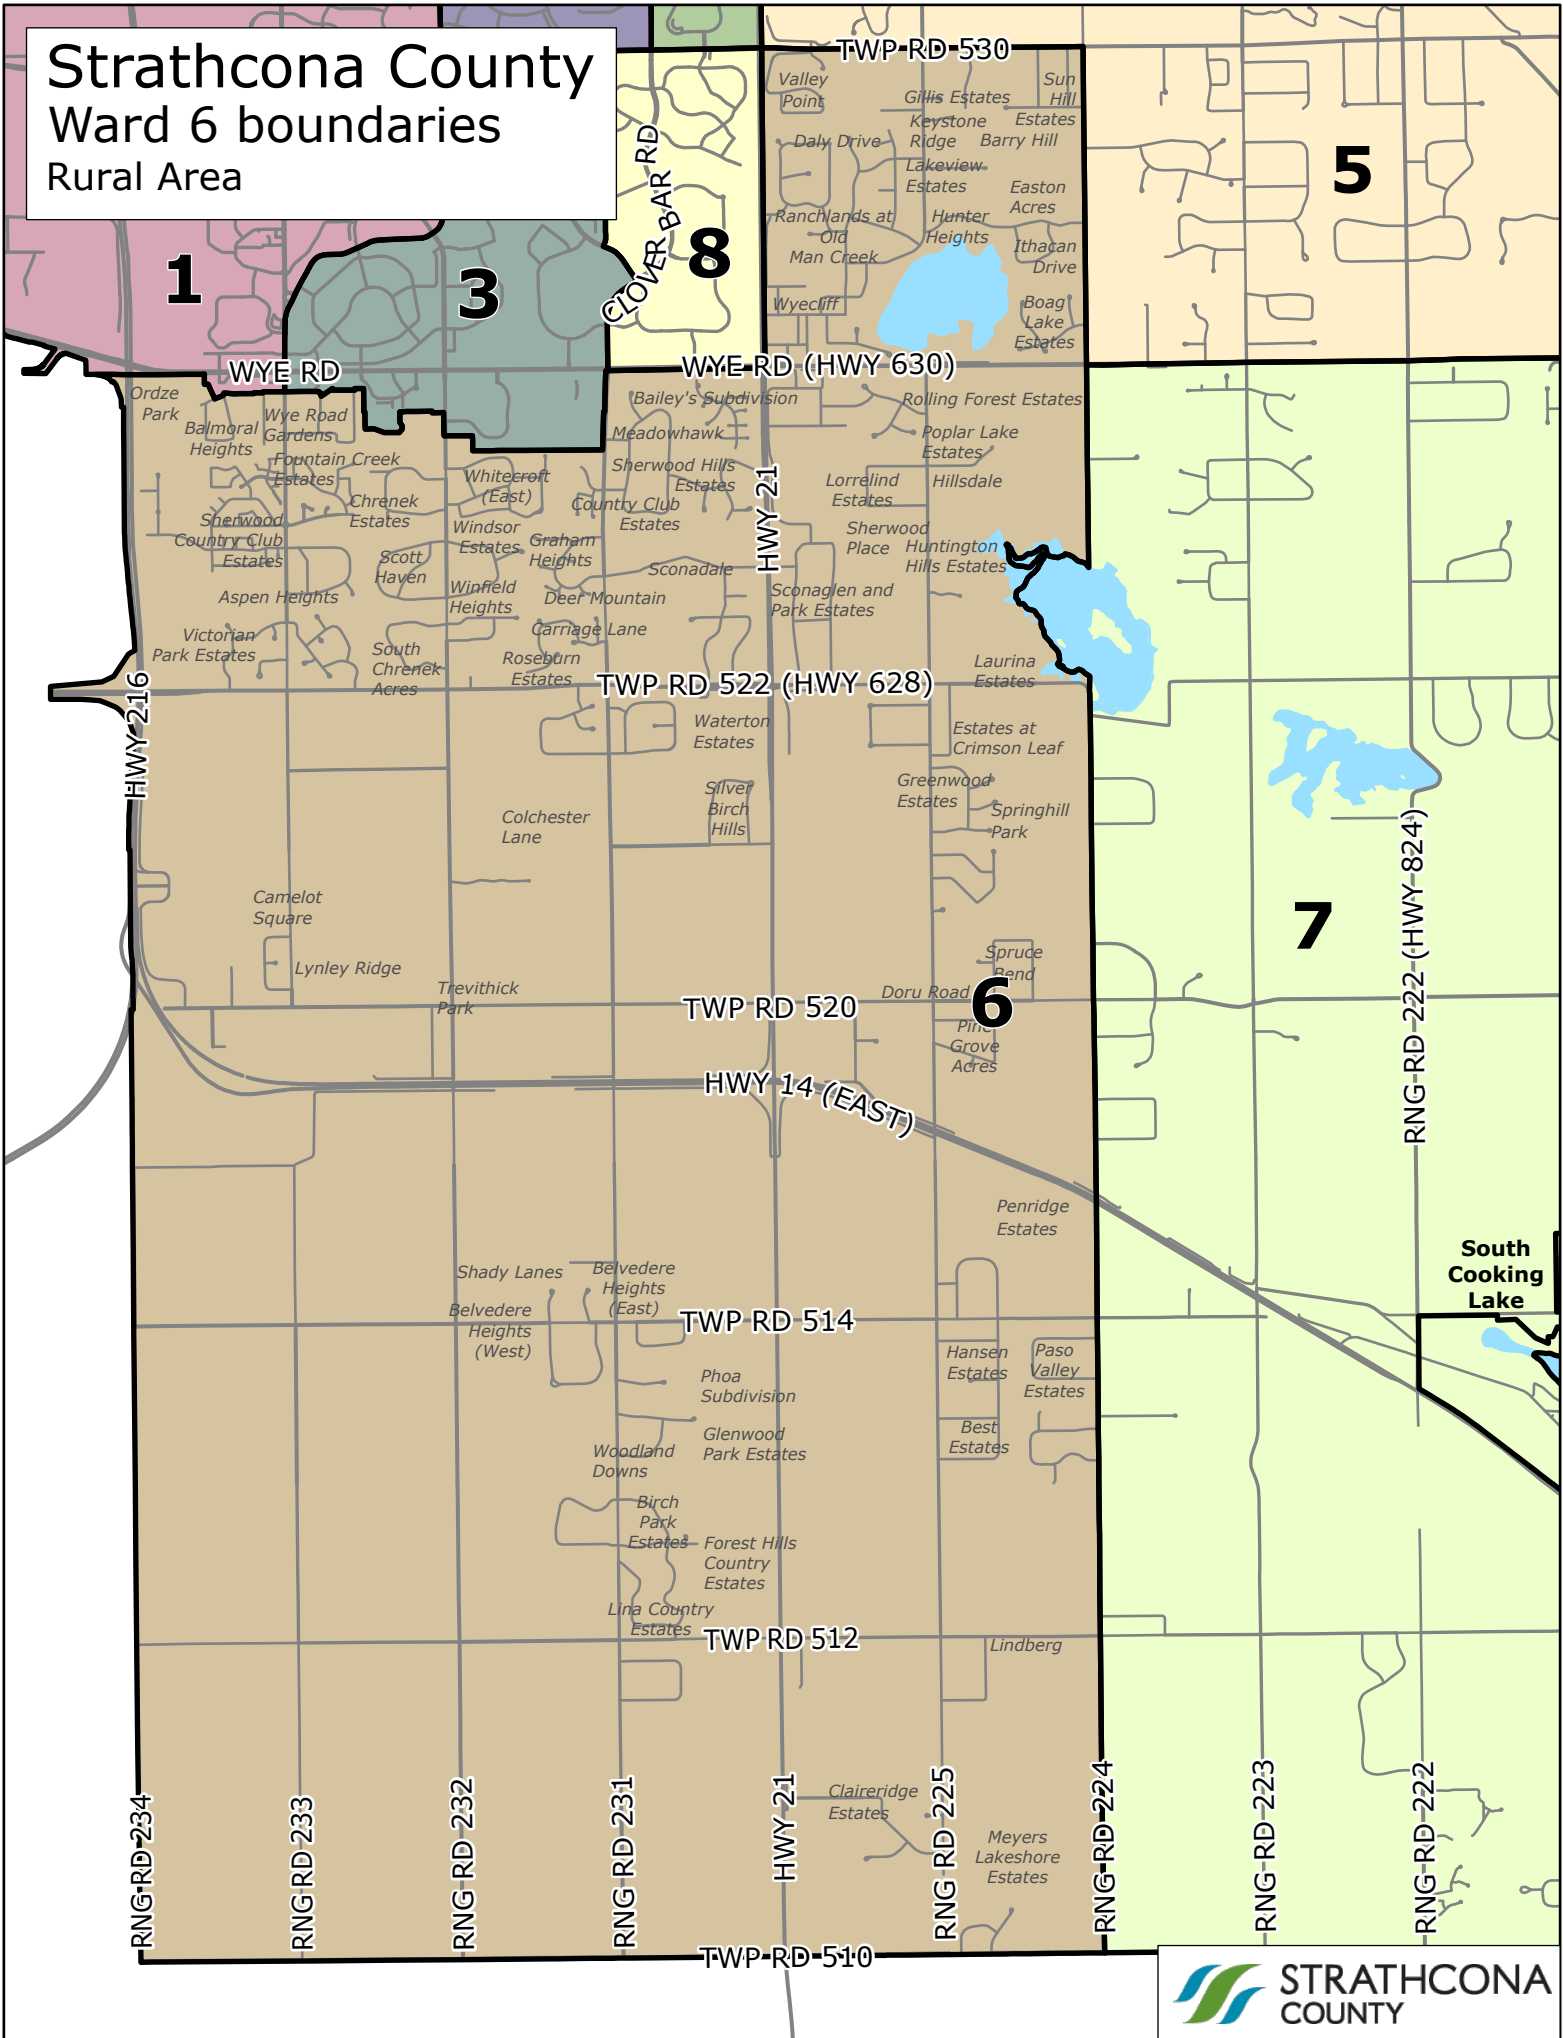 Strathcona County
Ward 6 boundaries
Rural Area
TWP RD 530
Valley
Point
Gillis Estates
Sun
Hill
Estates
Keystone
Ridge
Barry Hill
Daly Drive
Lakeview
Estates
Easton
Acres
Ranchlands at
Old
Man Creek
Hunter
Heights
Ithacan
Drive
Wyecliff
Boag
Lake
Estates
CLOVER BAR RD
1
3
8
5
WYE RD
WYE RD (HWY 630)
Ordze
Park
Balmoral
Heights
Wye Road
Gardens
Bailey's Subdivision
Rolling Forest Estates
Meadowhawk
Poplar Lake
Estates
Fountain Creek
Estates
Whitecroft
(East)
Sherwood Hills
Estates
Lorrelind
Estates
Hillsdale
Chrenek
Estates
Country Club
Estates
HWY 21
Sherwood
Country Club
Estates
Windsor
Estates
Graham
Heights
Sherwood
Place
Huntington
Hills Estates
Scott
Haven
Sconadale
Aspen Heights
Winfield
Heights
Deer Mountain
Sconaglen and
Park Estates
Victorian
Park Estates
Carriage Lane
South
Chrenek
Acres
Roseburn
Estates
Laurina
Estates
HWY 216
TWP RD 522 (HWY 628)
Waterton
Estates
Estates at
Crimson Leaf
Silver
Birch
Hills
Greenwood
Estates
Springhill
Park
Colchester
Lane
RNG RD 222 (HWY 824)
Camelot
Square
7
Lynley Ridge
Spruce
Bend
Trevithick
Park
Doru Road
6
TWP RD 520
Pine
Grove
Acres
HWY 14 (EAST)
Penridge
Estates
South
Cooking
Lake
Shady Lanes
Belvedere
Heights
(East)
Belvedere
Heights
(West)
TWP RD 514
Hansen
Estates
Paso
Valley
Estates
Phoa
Subdivision
Glenwood
Park Estates
Best
Estates
Woodland
Downs
Birch
Park
Estates
Forest Hills
Country
Estates
Lina Country
Estates
TWP RD 512
Lindberg
Claireridge
Estates
Meyers
Lakeshore
Estates
RNG RD 234
RNG RD 233
RNG RD 232
RNG RD 231
HWY 21
RNG RD 225
RNG RD 224
RNG RD 223
RNG RD 222
TWP RD 510
STRATHCONA
COUNTY